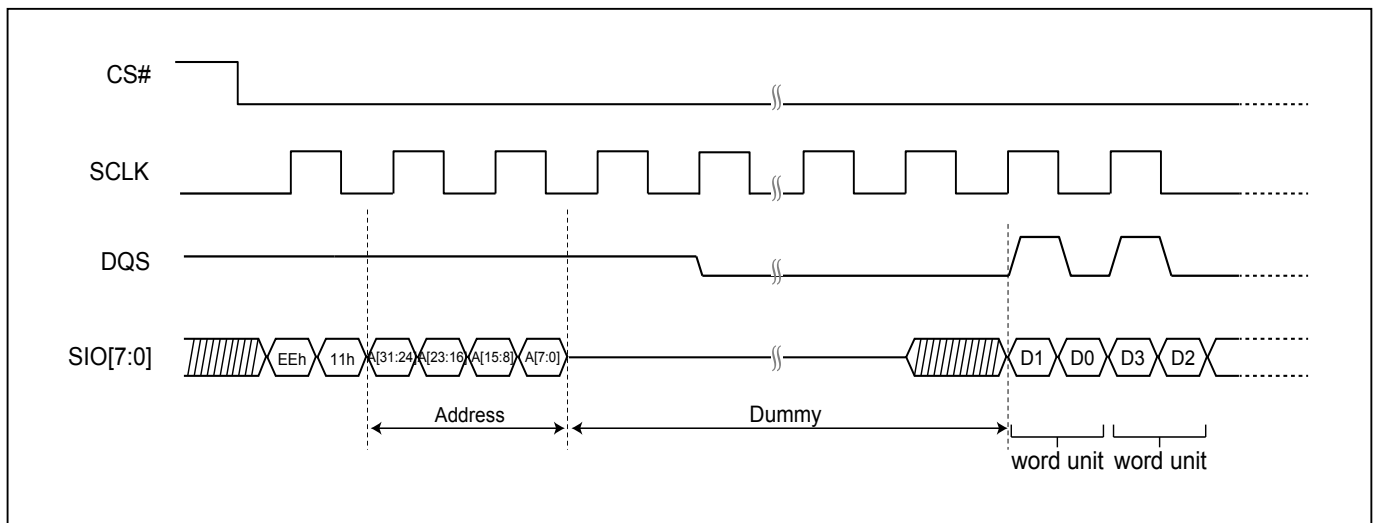 CS#
SCLK
DQS
SIO[7:0]
EEh 11h A[31:24] A[23:16] A[15:8] A[7:0] D1 D0 D3 D2
Address Dummy
word unit word unit